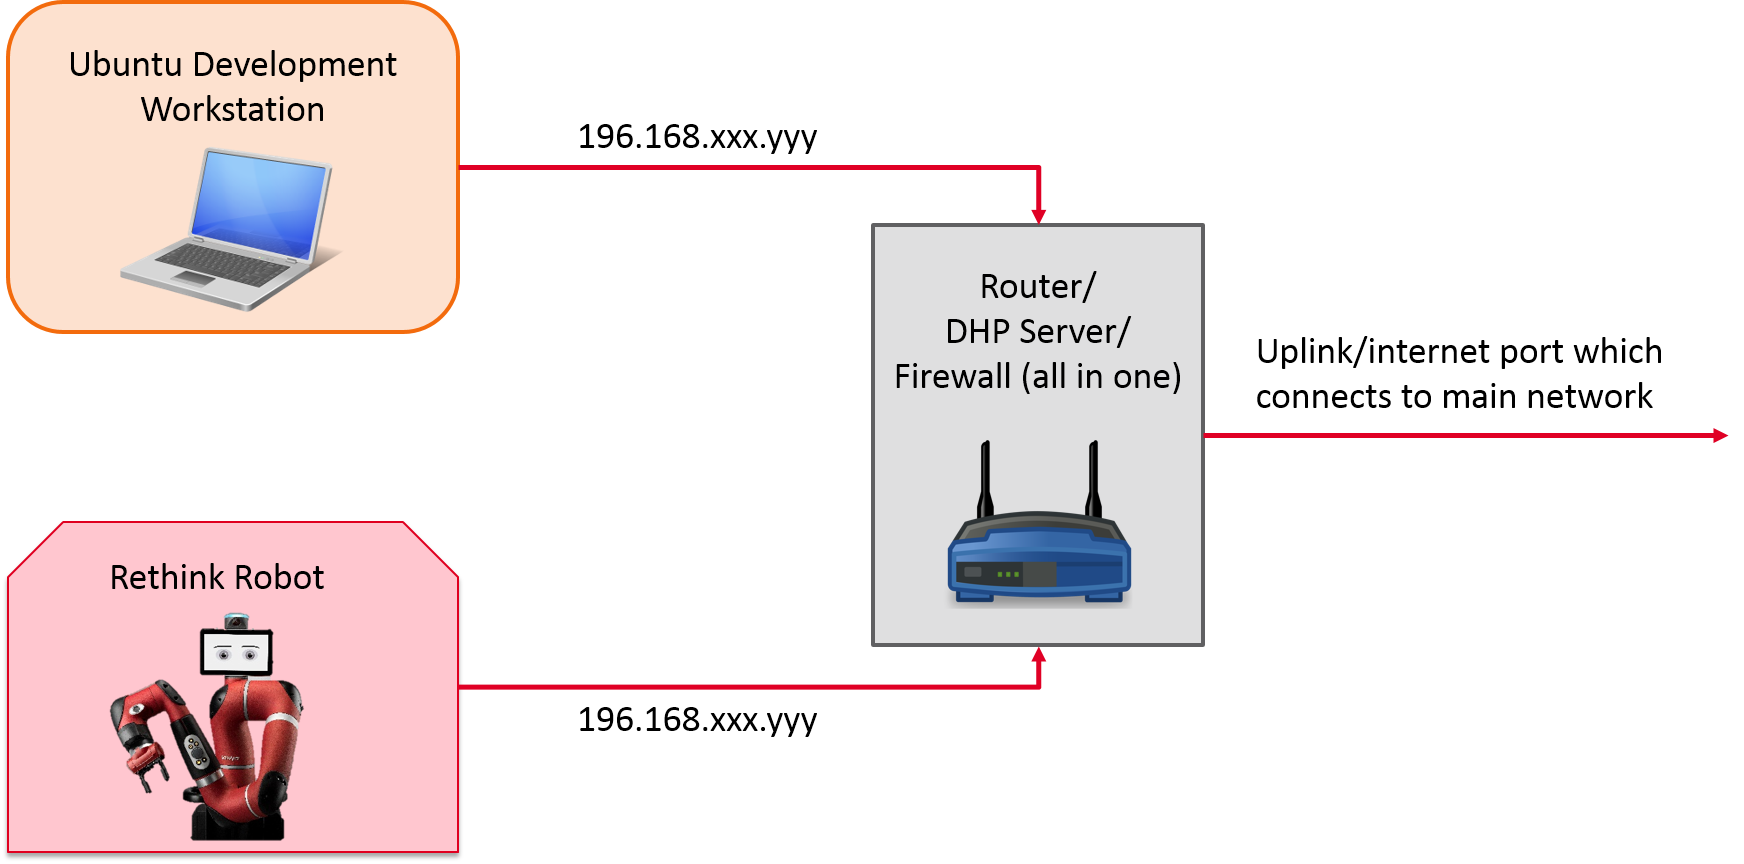 Ubuntu Development
Workstation
196.168.xxx.yyy
Router/
DHP Server/
Firewall (all in one)
Uplink/internet port which
connects to main network
Rethink Robot
196.168.xxx.yyy